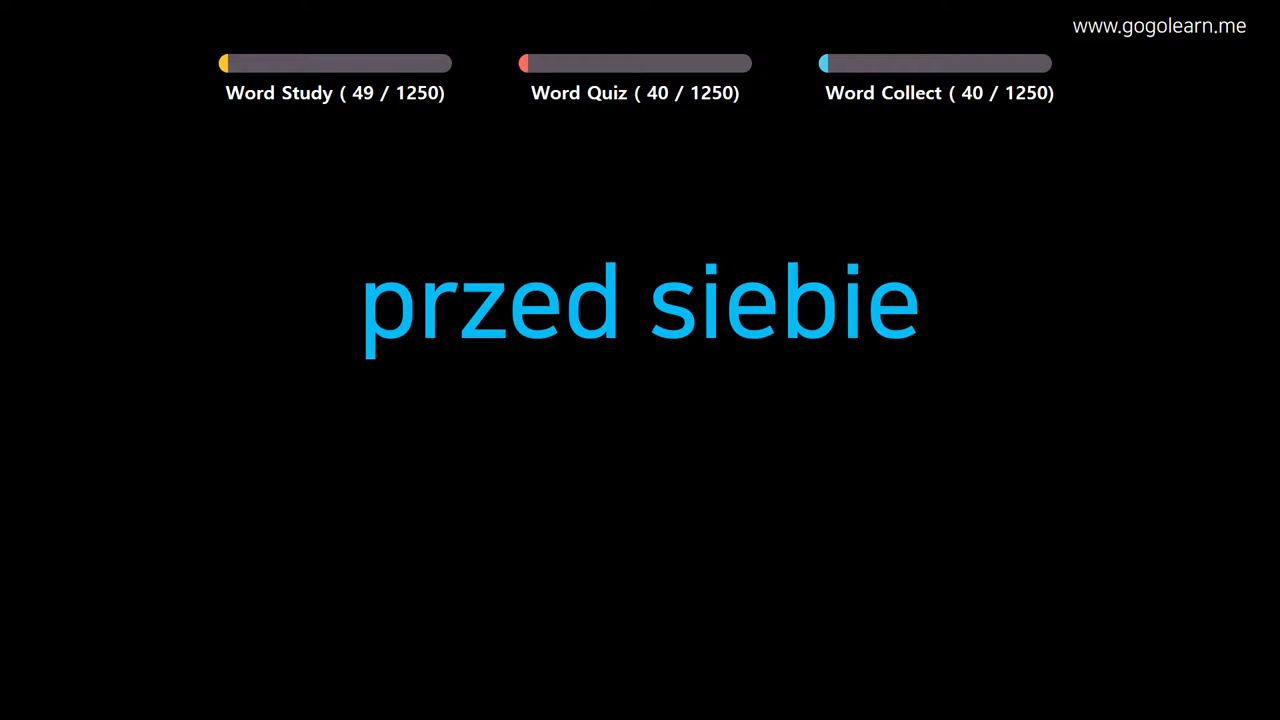 www.gogolearn.me
Word Study ( 49 / 1250)
Word Quiz ( 40 / 1250)
Word Collect ( 40 / 1250)
przed siebie